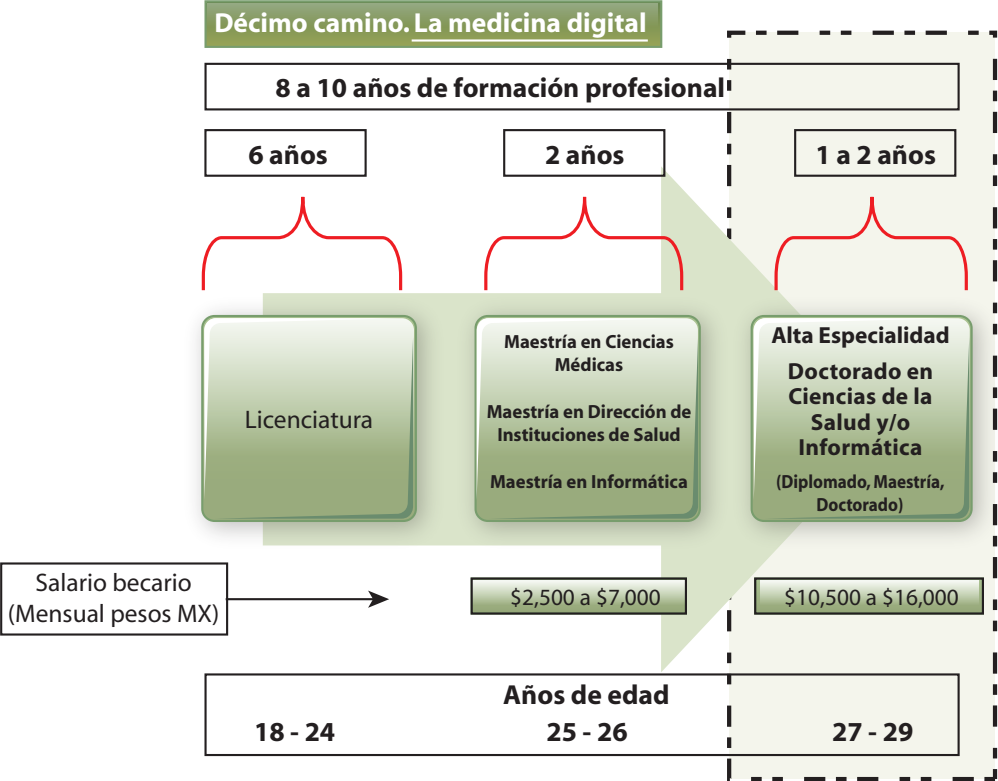 Décimo camino. La medicina digital
8 a 10 años de formación profesional
6 años
2 años
1 a 2 años
Licenciatura
Maestría en Ciencias
Médicas
Maestría en Dirección de
Instituciones de Salud
Maestría en Informática
Alta Especialidad
Doctorado en
Ciencias de la
Salud y/o
Informática
(Diplomado, Maestría,
Doctorado)
Salario becario
(Mensual pesos MX)
$2,500 a $7,000
$10,500 a $16,000
Años de edad
18 - 24
25 - 26
27 - 29